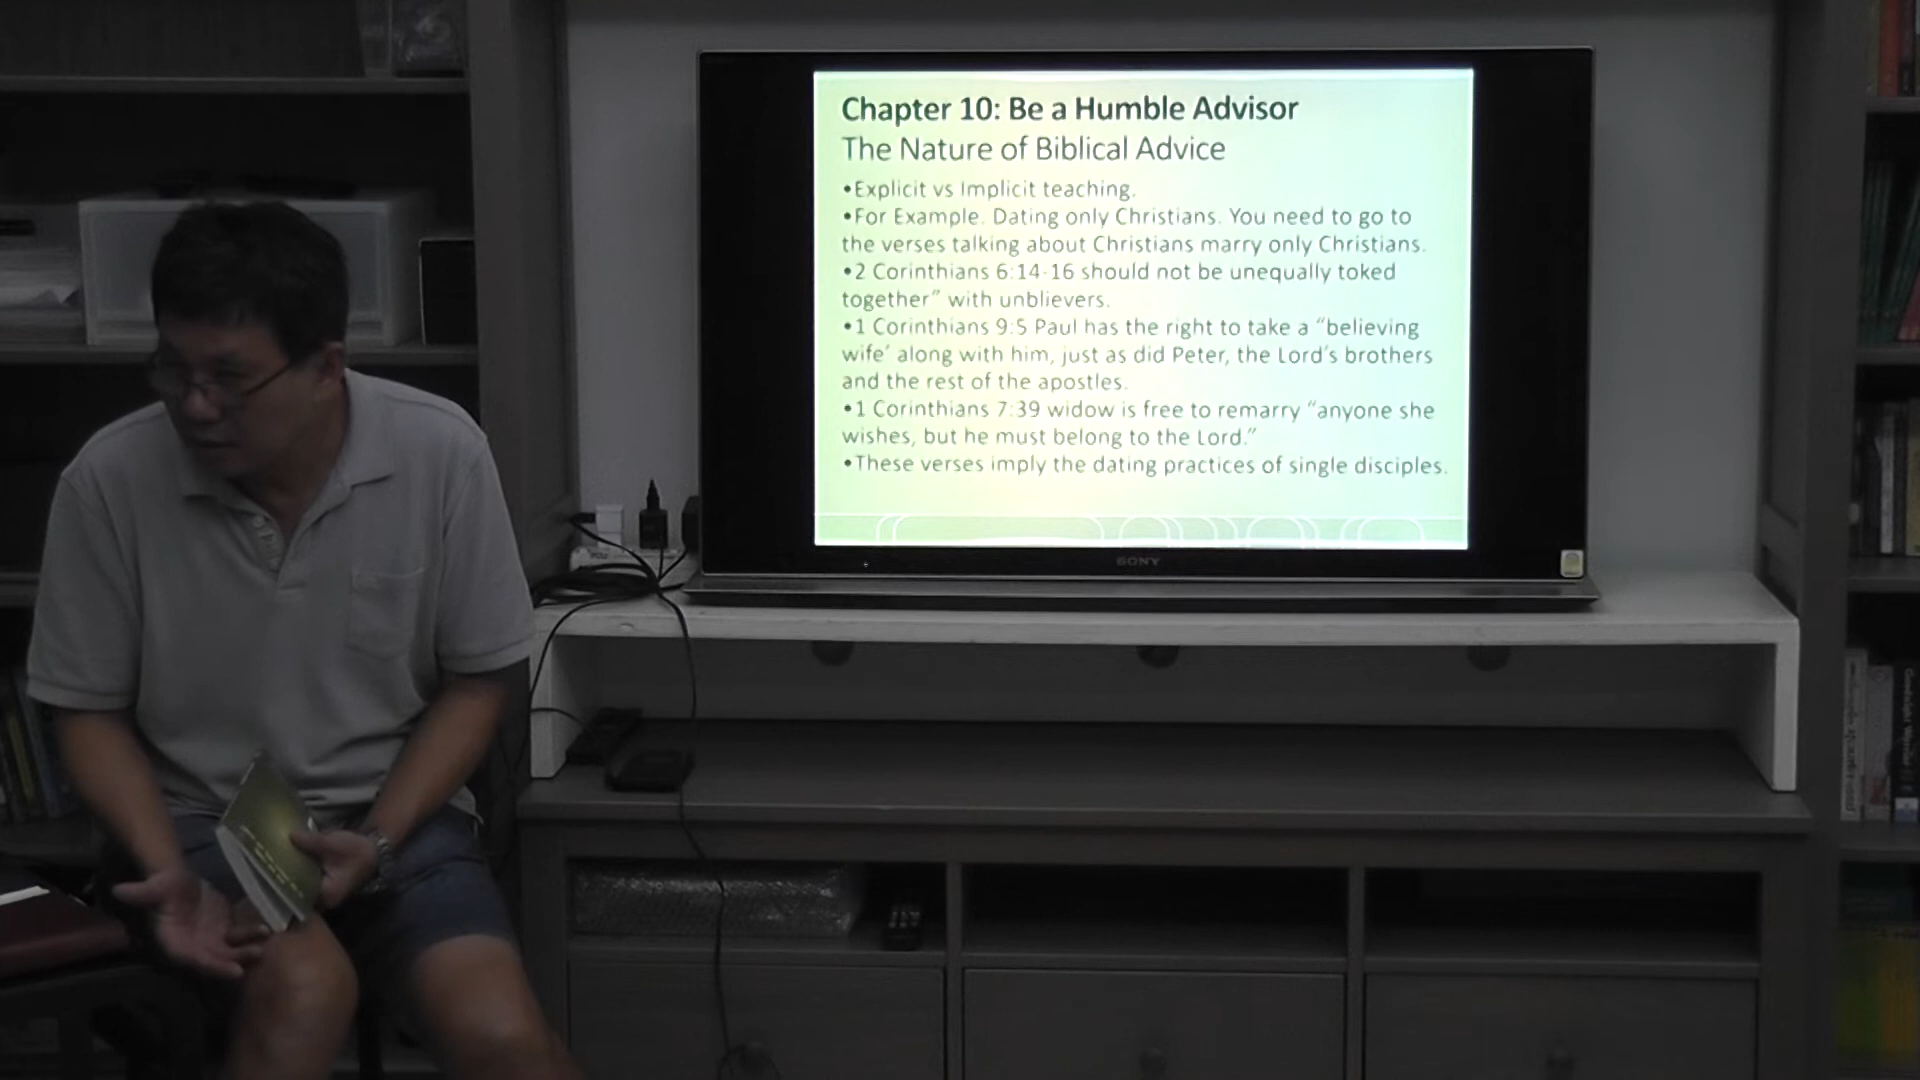 Chapter 10: Be a Humble Advisor
The Nature of Biblical Advice
•Explicit vs Implicit teaching.
•For Example. Dating only Christians. You need to go to
the verses talking about Christians marry only Christians.
•2 Corinthians 6:14-16 should not be unequally toked
together" with unblievers.
•1 Corinthians 9:5 Paul has the right to take a "believing
wife' along with him, just as did Peter, the Lord's brothers
and the rest of the apostles.
•1 Corinthians 7:39 widow is free to remarry "anyone she
wishes, but he must belong to the Lord."
•These verses imply the dating practices of single disciples.
SONY